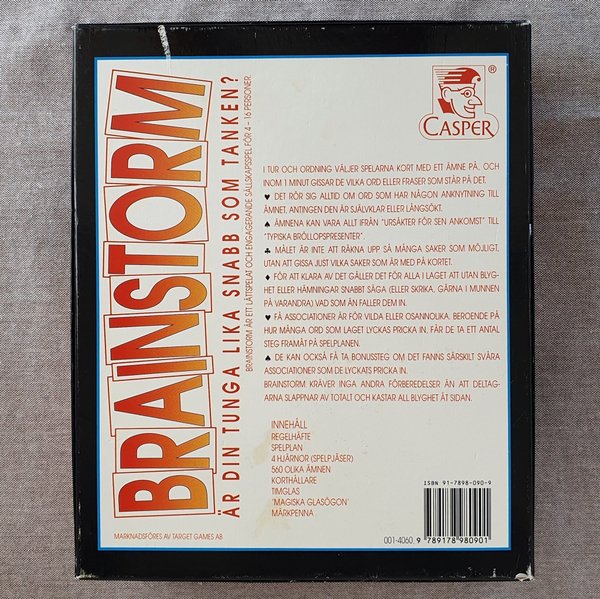 BRAINSTORM
ÄR DIN TUNGA LIKA SNABB SOM TANKEN?
BRAINSTORM ÄR ETT LÄTTSPELAT OCH ENGAGERANDE SÄLLSKAPSSPEL FÖR 4 – 16 PERSONER.
MARKNADSFÖRES AV TARGET GAMES AB
®
CASPER
I TUR OCH ORDNING VÄLJER SPELARNA KORT MED ETT ÄMNE PÅ, OCH
INOM 1 MINUT GISSAR DE VILKA ORD ELLER FRASER SOM STÅR PÅ DET.
♥ DET RÖR SIG ALLTID OM ORD SOM HAR NÅGON ANKNYTNING TILL
ÄMNET, ANTINGEN DEN ÄR SJÄLVKLAR ELLER LÅNGSÖKT.
♠ ÄMNENA KAN VARA ALLT IFRÅN "URSÄKTER FÖR SEN ANKOMST" TILL
"TYPISKA BRÖLLOPSPRESENTER"
♣ MÅLET ÄR INTE ATT RÄKNA UPP SÅ MÅNGA SAKER SOM MÖJLIGT,
UTAN ATT GISSA JUST VILKA SAKER SOM ÄR MED PÅ KORTET.
♦ FÖR ATT KLARA AV DET GÄLLER DET FÖR ALLA I LAGET ATT UTAN BLYG-
HET ELLER HÄMNINGAR SNABBT SÄGA (ELLER SKRIKA, GÄRNA I MUNNEN
PÅ VARANDRA) VAD SOM ÄN FALLER DEM IN.
♥ FÅ ASSOCIATIONER ÄR FÖR VILDA ELLER OSANNOLIKA. BEROENDE PÅ
HUR MÅNGA ORD SOM LAGET LYCKAS PRICKA IN, FÅR DE TA ETT ANTAL
STEG FRAMÅT PÅ SPELPLANEN.
♠ DE KAN OCKSÅ FÅ TA BONUSSTEG OM DET FANNS SÄRSKILT SVÅRA
ASSOCIATIONER SOM DE LYCKATS PRICKA IN.
BRAINSTORM KRÄVER INGA ANDRA FÖRBEREDELSER ÄN ATT DELTAG-
ARNA SLAPPNAR AV TOTALT OCH KASTAR ALL BLYGHET ÅT SIDAN.
INNEHÅLL
REGELHÄFTE
SPELPLAN
4 HJÄRNOR (SPELPJÄSER)
560 OLIKA ÄMNEN
KORTHÅLLARE
TIMGLAS
"MAGISKA GLASÖGON"
MÄRKPENNA
ISBN 91-7898-090-9
001-4060
9 789178 980901